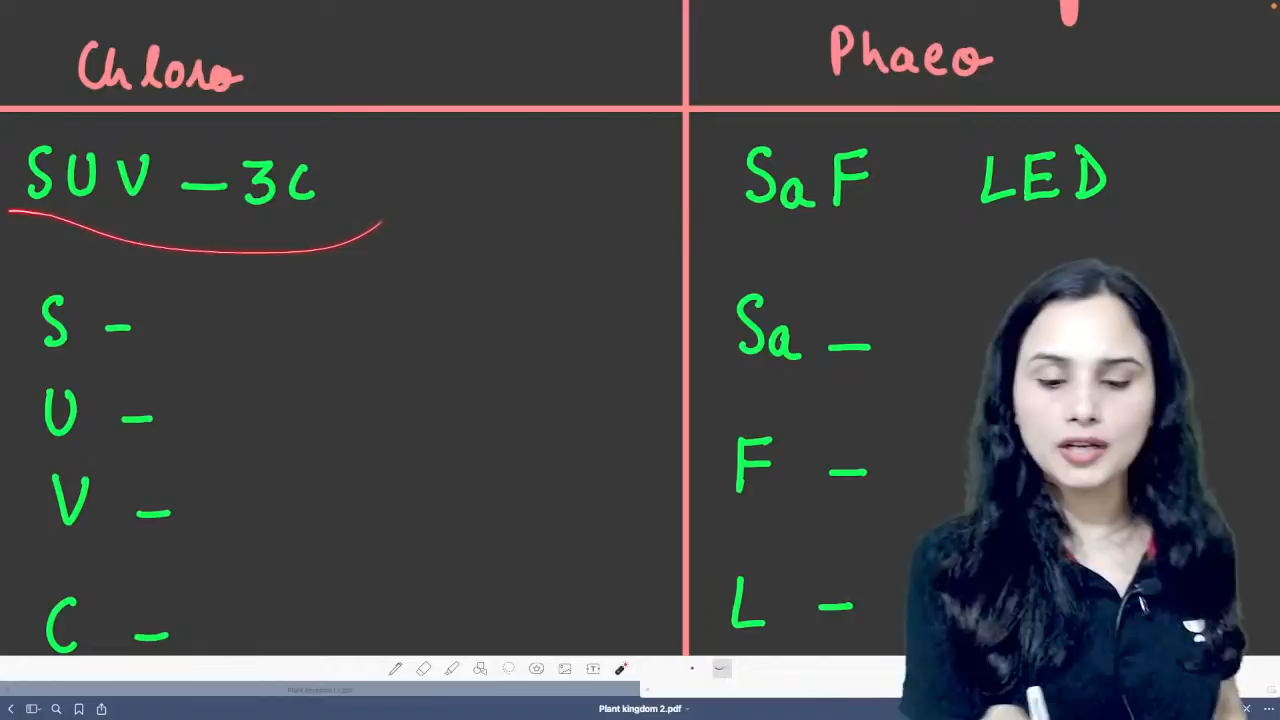 Chloro
Phaeo
SUV - 3C
SaF LED
S -
U -
V -
C -
Sa -
F -
L -
Plant kingdom 2.pdf